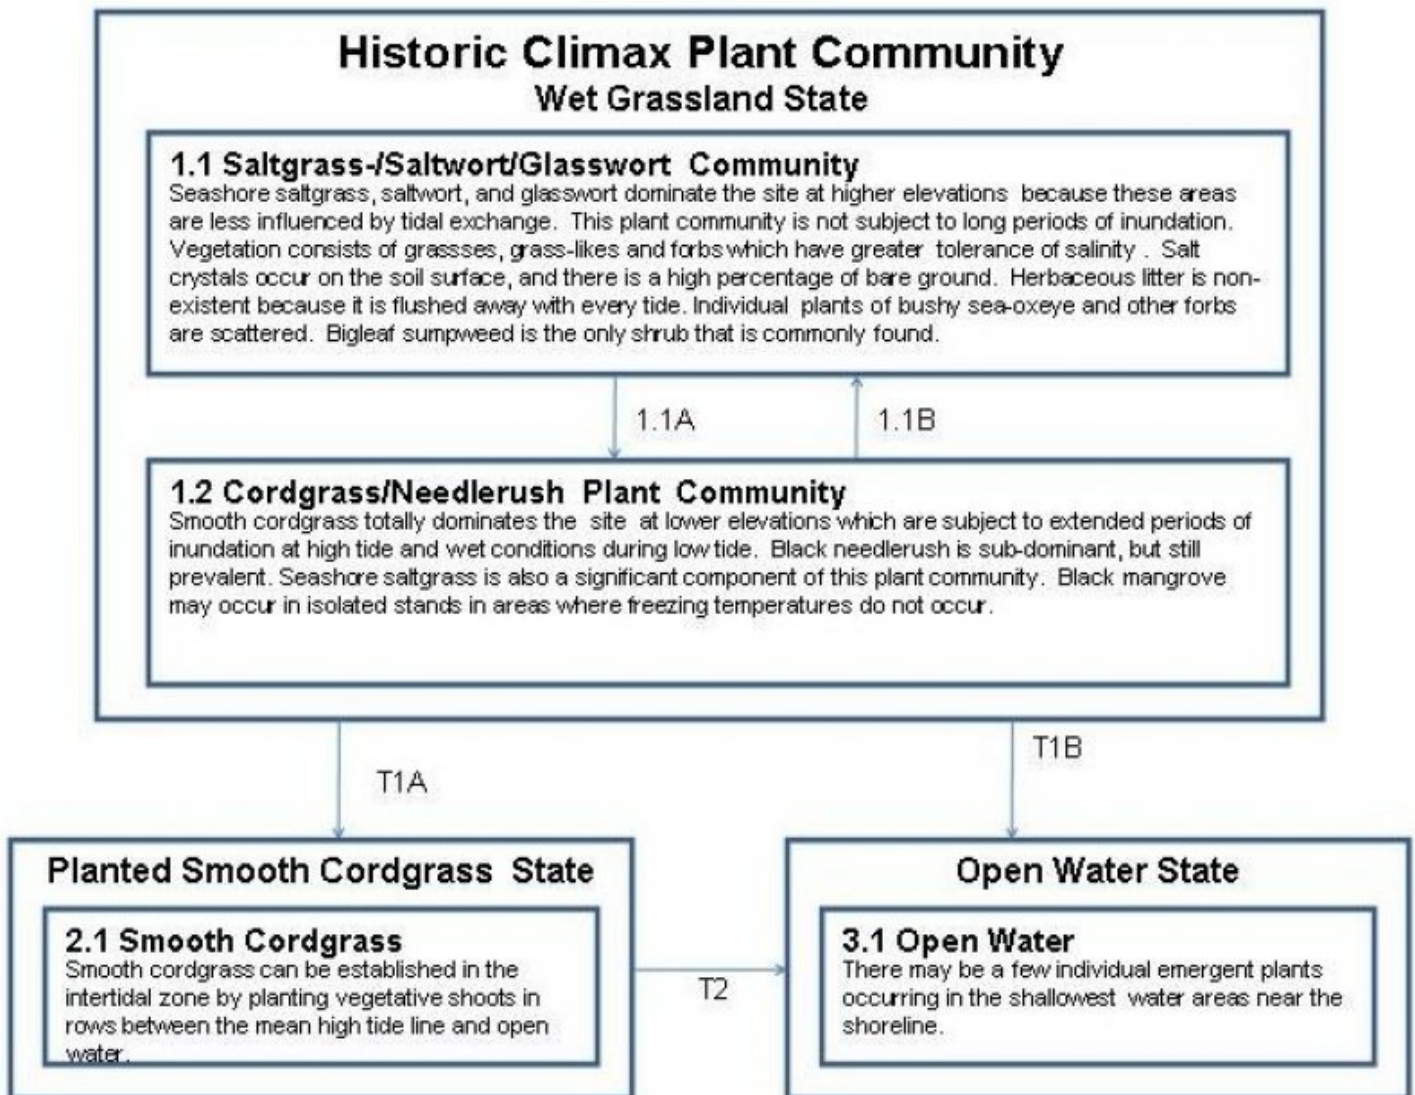 Historic Climax Plant Community
Wet Grassland State
1.1 Saltgrass-/Saltwort/Glasswort Community
Seashore saltgrass, saltwort, and glasswort dominate the site at higher elevations because these areas
are less influenced by tidal exchange. This plant community is not subject to long periods of inundation.
Vegetation consists of grassses, grass-likes and forbs which have greater tolerance of salinity . Salt
crystals occur on the soil surface, and there is a high percentage of bare ground. Herbaceous litter is non-
existent because it is flushed away with every tide. Individual plants of bushy sea-oxeye and other forbs
are scattered. Bigleaf sumpweed is the only shrub that is commonly found.
1.1A
1.1B
1.2 Cordgrass/Needlerush Plant Community
Smooth cordgrass totally dominates the site at lower elevations which are subject to extended periods of
inundation at high tide and wet conditions during low tide. Black needlerush is sub-dominant, but still
prevalent. Seashore saltgrass is also a significant component of this plant community. Black mangrove
may occur in isolated stands in areas where freezing temperatures do not occur.
T1A
T1B
Planted Smooth Cordgrass State
2.1 Smooth Cordgrass
Smooth cordgrass can be established in the
intertidal zone by planting vegetative shoots in
rows between the mean high tide line and open
water.
T2
Open Water State
3.1 Open Water
There may be a few individual emergent plants
occurring in the shallowest water areas near the
shoreline.